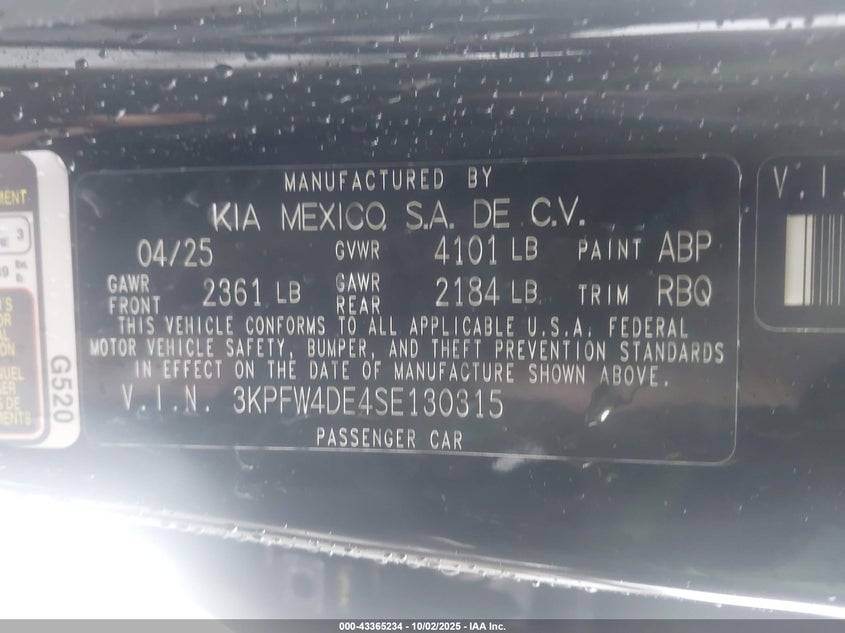 MANUFACTURED BY
KIA MEXICO, S.A. DE C.V.
04/25 GVWR 4101 LB PAINT ABP
GAWR FRONT 2361 LB GAWR REAR 2184 LB TRIM RBQ
THIS VEHICLE CONFORMS TO ALL APPLICABLE U.S.A. FEDERAL
MOTOR VEHICLE SAFETY, BUMPER, AND THEFT PREVENTION STANDARDS
IN EFFECT ON THE DATE OF MANUFACTURE SHOWN ABOVE.
V.I.N. 3KPFW4DE4SE130315
PASSENGER CAR
G520
3
V.I.
000-43365234 - 10/02/2025 - IAA Inc.